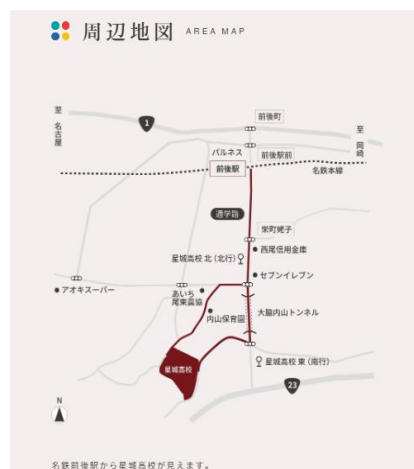 周辺地図 AREA MAP
至 名古屋
1
前後町
至 岡崎
パルネス
前後駅前
前後駅
名鉄本線
通学路
栄町姥子
西尾信用金庫
星城高校 北 (北行)
セブンイレブン
アオキスーパー
あいち
尾東農協
内山保育園
大脇内山トンネル
星城高校
星城高校 東 (南行)
23
N
名鉄前後駅から星城高校が見えます。